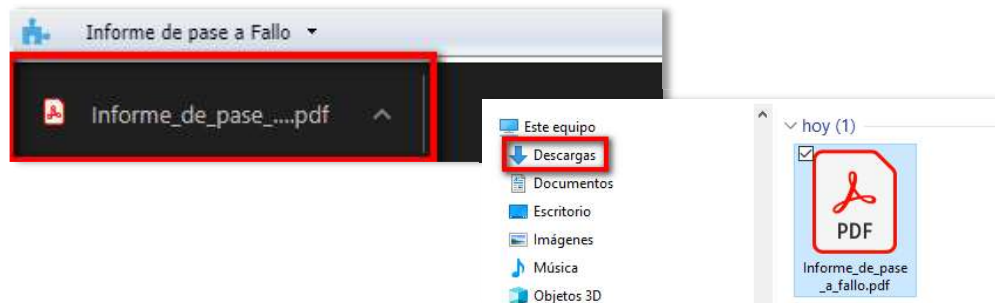 Informe de pase a Fallo
Informe_de_pase_....pdf
Este equipo
Descargas
Documentos
Escritorio
Imágenes
Música
Objetos 3D
hoy (1)
PDF
Informe_de_pase
_a_fallo.pdf